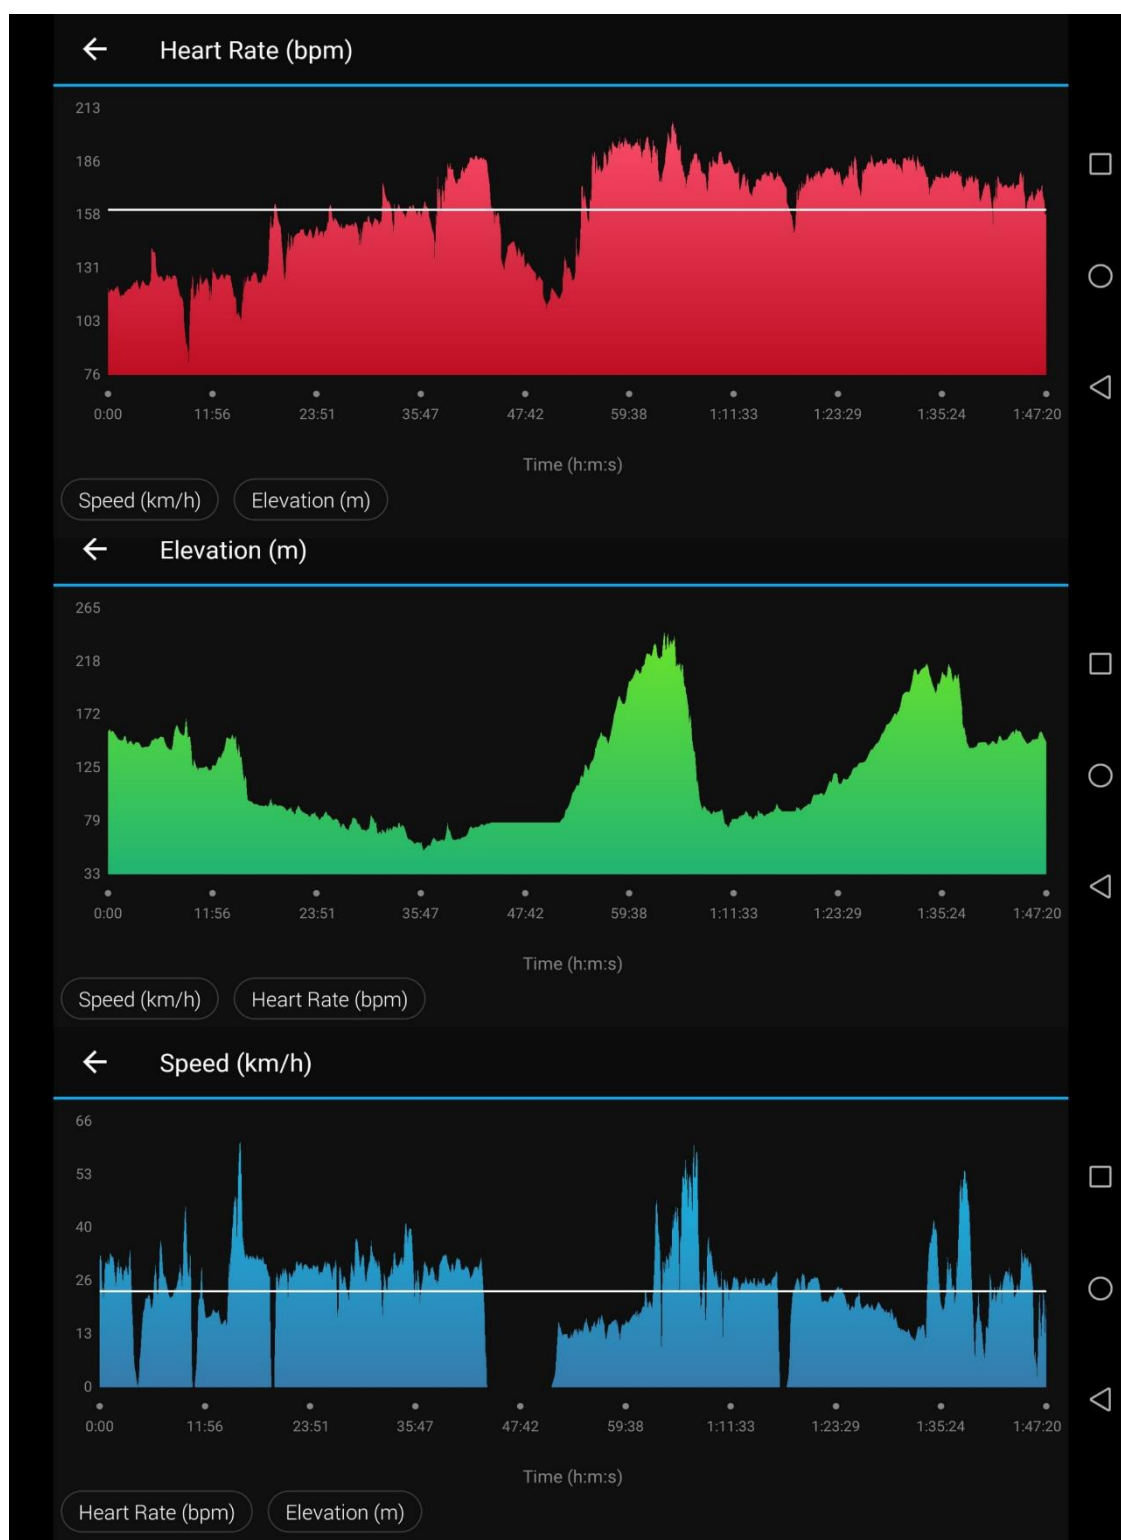 Heart Rate (bpm)
213
186
158
131
103
76
0:00 11:56 23:51 35:47 47:42 59:38 1:11:33 1:23:29 1:35:24 1:47:20
Time (h:m:s)
Speed (km/h) Elevation (m)
Elevation (m)
265
218
172
125
79
33
0:00 11:56 23:51 35:47 47:42 59:38 1:11:33 1:23:29 1:35:24 1:47:20
Time (h:m:s)
Speed (km/h) Heart Rate (bpm)
Speed (km/h)
66
53
40
26
13
0
0:00 11:56 23:51 35:47 47:42 59:38 1:11:33 1:23:29 1:35:24 1:47:20
Time (h:m:s)
Heart Rate (bpm) Elevation (m)